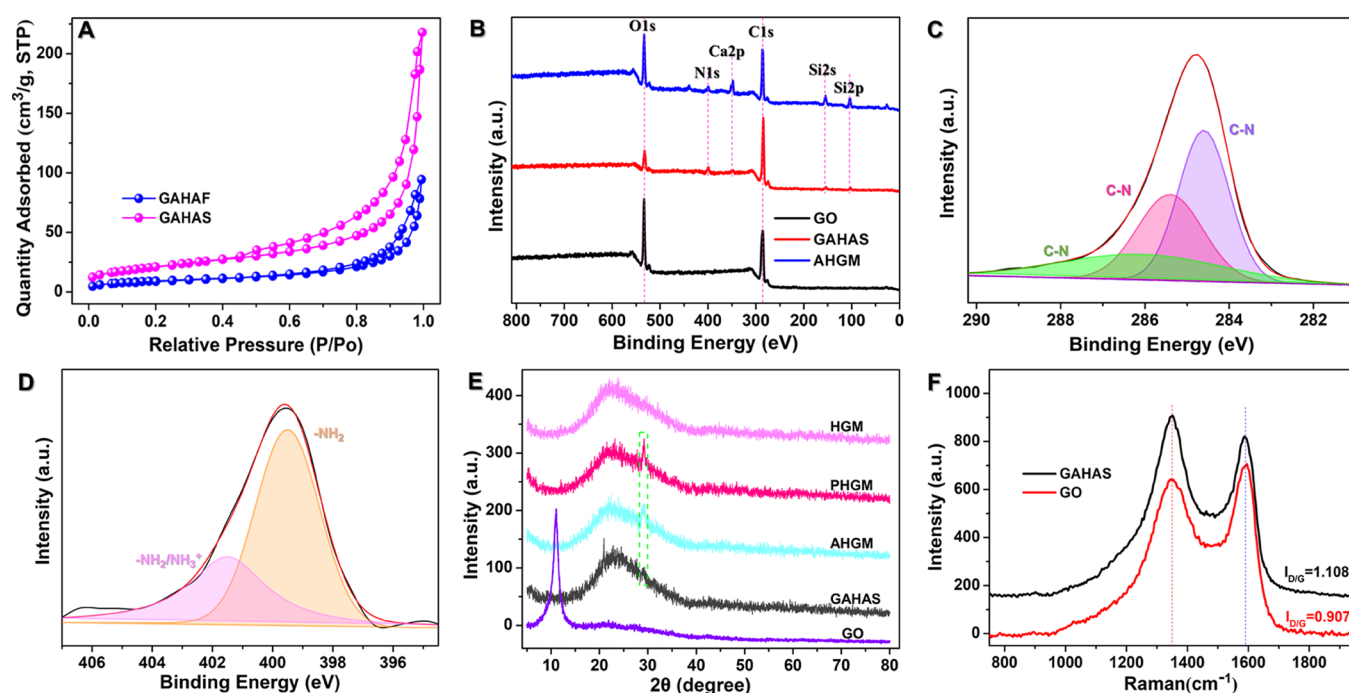 A
Quantity Adsorbed (cm³/g, STP)
200
150
100
50
0
GAHAF
GAHAS
0.0 0.2 0.4 0.6 0.8 1.0
Relative Pressure (P/Po)
B
Intensity (a.u.)
O1s
N1s
Ca2p
C1s
Si2s
Si2p
GO
GAHAS
AHGM
800 700 600 500 400 300 200 100 0
Binding Energy (eV)
C
Intensity (a.u.)
C-N
C-N
C-N
290 288 286 284 282
Binding Energy (eV)
D
Intensity (a.u.)
-NH₂
-NH₂/NH₃⁺
406 404 402 400 398 396
Binding Energy (eV)
E
Intensity (a.u.)
400
300
200
100
0
HGM
PHGM
AHGM
GAHAS
GO
10 20 30 40 50 60 70 80
2θ (degree)
F
Intensity (a.u.)
1000
800
600
400
200
0
GAHAS
GO
I_D/G=1.108
I_D/G=0.907
800 1000 1200 1400 1600 1800
Raman(cm⁻¹)